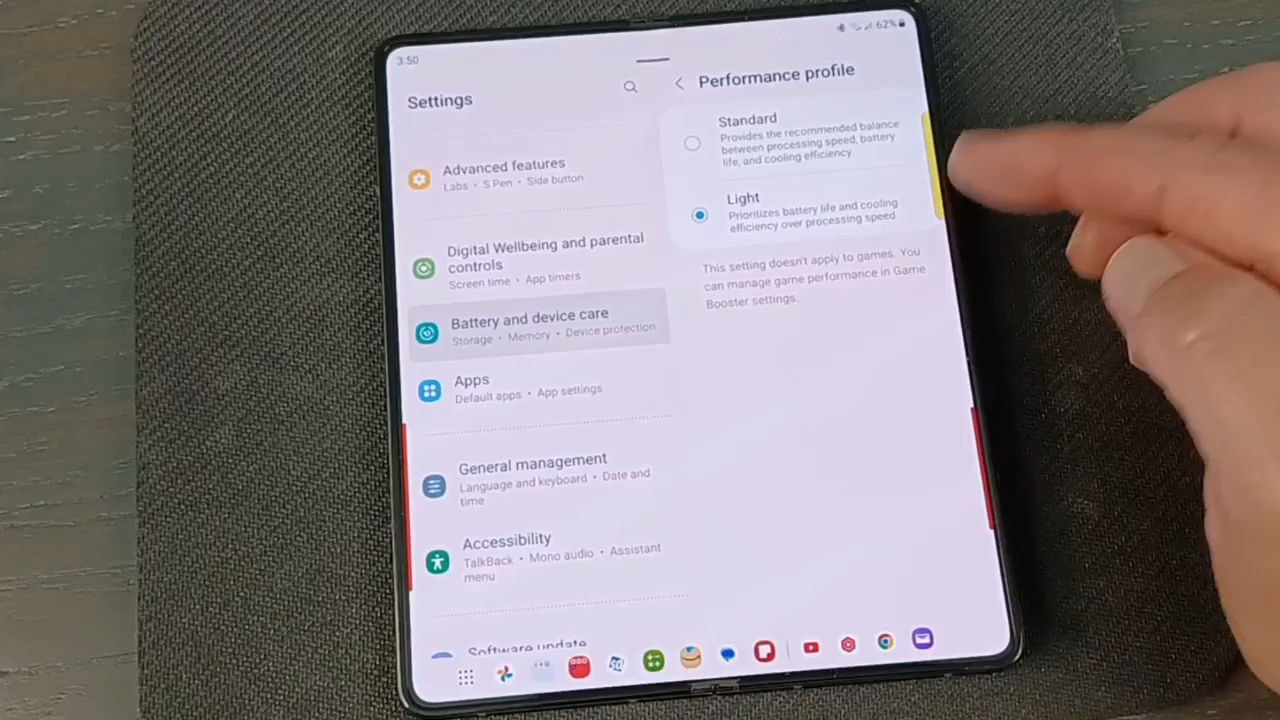 3:50
62%
Settings
Advanced features
Labs • S Pen • Side button
Digital Wellbeing and parental
controls
Screen time • App timers
Battery and device care
Storage • Memory • Device protection
Apps
Default apps • App settings
General management
Language and keyboard • Date and
time
Accessibility
TalkBack • Mono audio • Assistant
menu
Software update
Performance profile
Standard
Provides the recommended balance
between processing speed, battery
life, and cooling efficiency.
Light
Prioritizes battery life and cooling
efficiency over processing speed.
This setting doesn't apply to games. You
can manage game performance in Game
Booster settings.